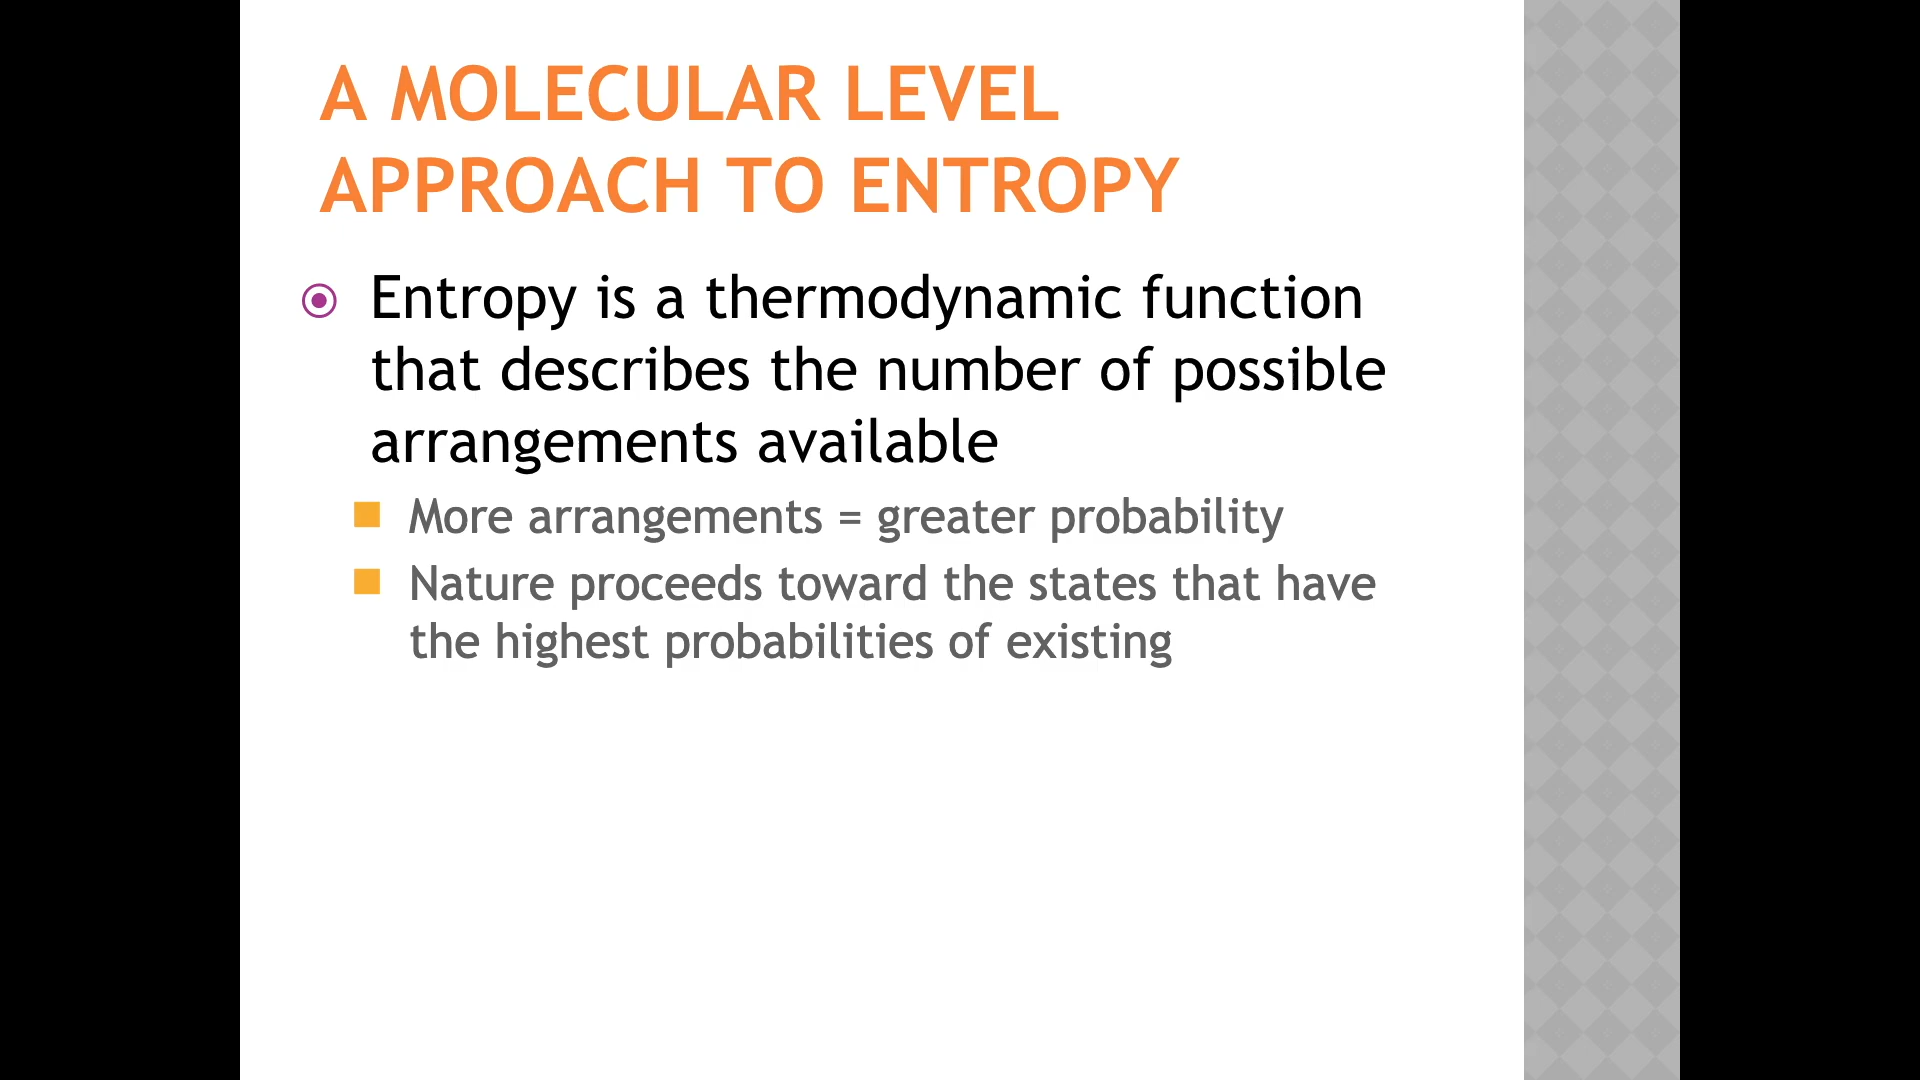 A MOLECULAR LEVEL
APPROACH TO ENTROPY
Entropy is a thermodynamic function
that describes the number of possible
arrangements available
More arrangements = greater probability
Nature proceeds toward the states that have
the highest probabilities of existing